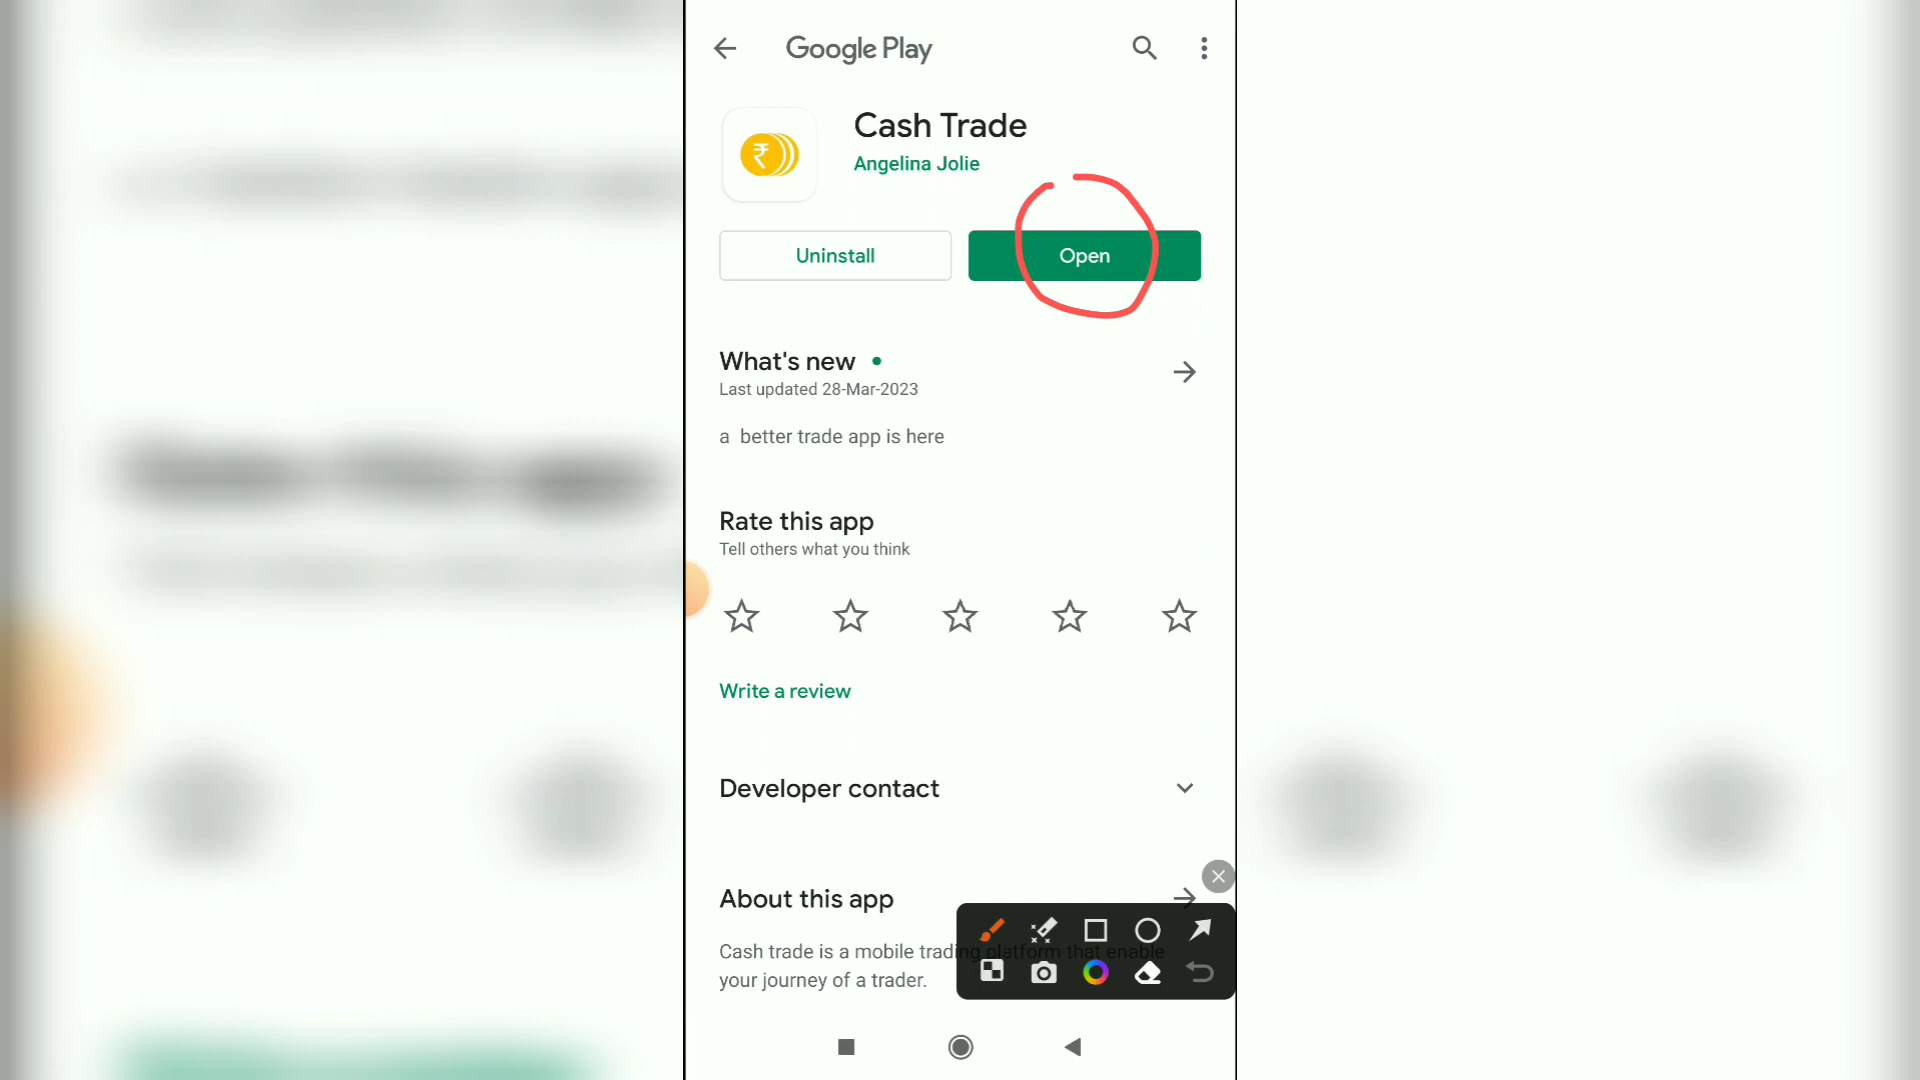 Google Play
Cash Trade
Angelina Jolie
₹
Uninstall
Open
What's new
Last updated 28-Mar-2023
a better trade app is here
Rate this app
Tell others what you think
Write a review
Developer contact
About this app
Cash trade is a mobile trading platform that enable
your journey of a trader.